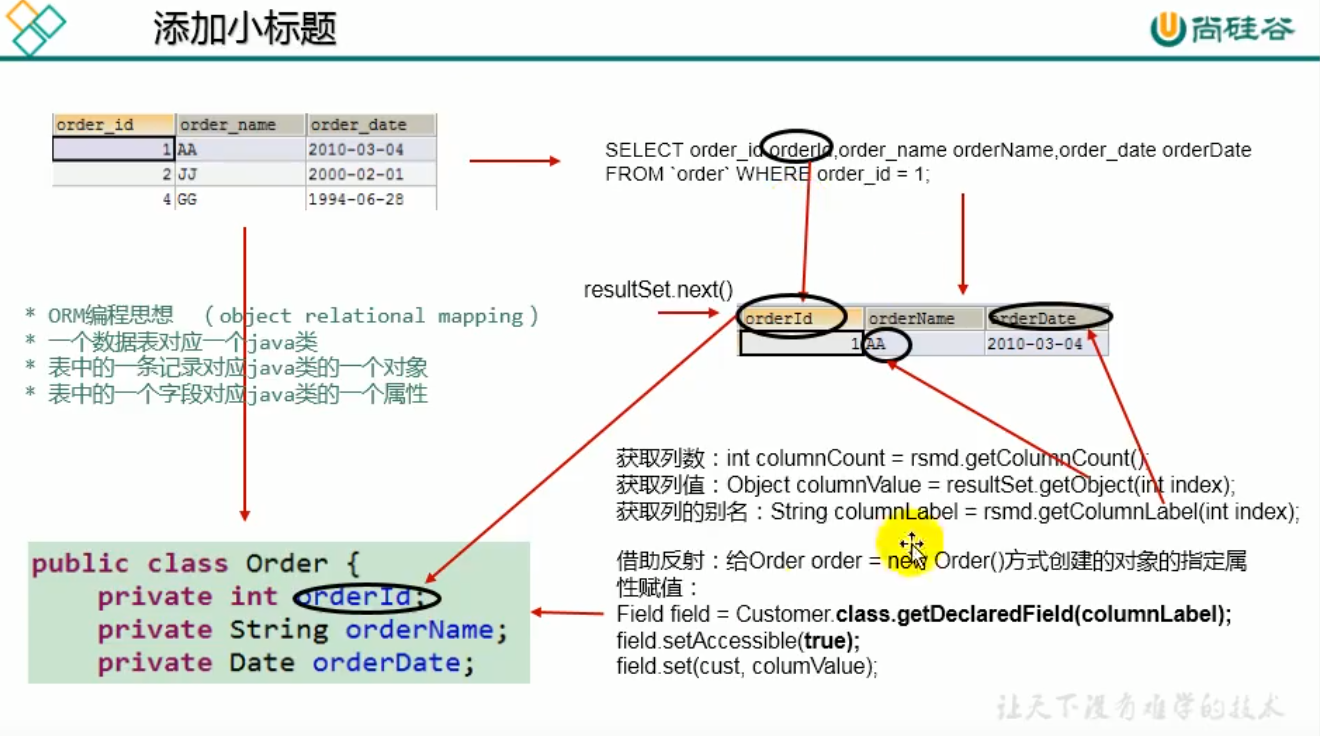 添加小标题
尚硅谷
order_id order_name order_date
1 AA 2010-03-04
2 JJ 2000-02-01
4 GG 1994-06-28
SELECT order_id orderId,order_name orderName,order_date orderDate
FROM `order` WHERE order_id = 1;
resultSet.next()
orderId orderName orderDate
1 AA 2010-03-04
* ORM编程思想 （object relational mapping）
* 一个数据表对应一个java类
* 表中的一条记录对应java类的一个对象
* 表中的一个字段对应java类的一个属性
获取列数：int columnCount = rsmd.getColumnCount();
获取列值：Object columnValue = resultSet.getObject(int index);
获取列的别名：String columnLabel = rsmd.getColumnLabel(int index);
借助反射：给Order order = new Order()方式创建的对象的指定属
性赋值：
Field field = Customer.class.getDeclaredField(columnLabel);
field.setAccessible(true);
field.set(cust, columValue);
public class Order {
private int orderId;
private String orderName;
private Date orderDate;
让天下没有难学的技术